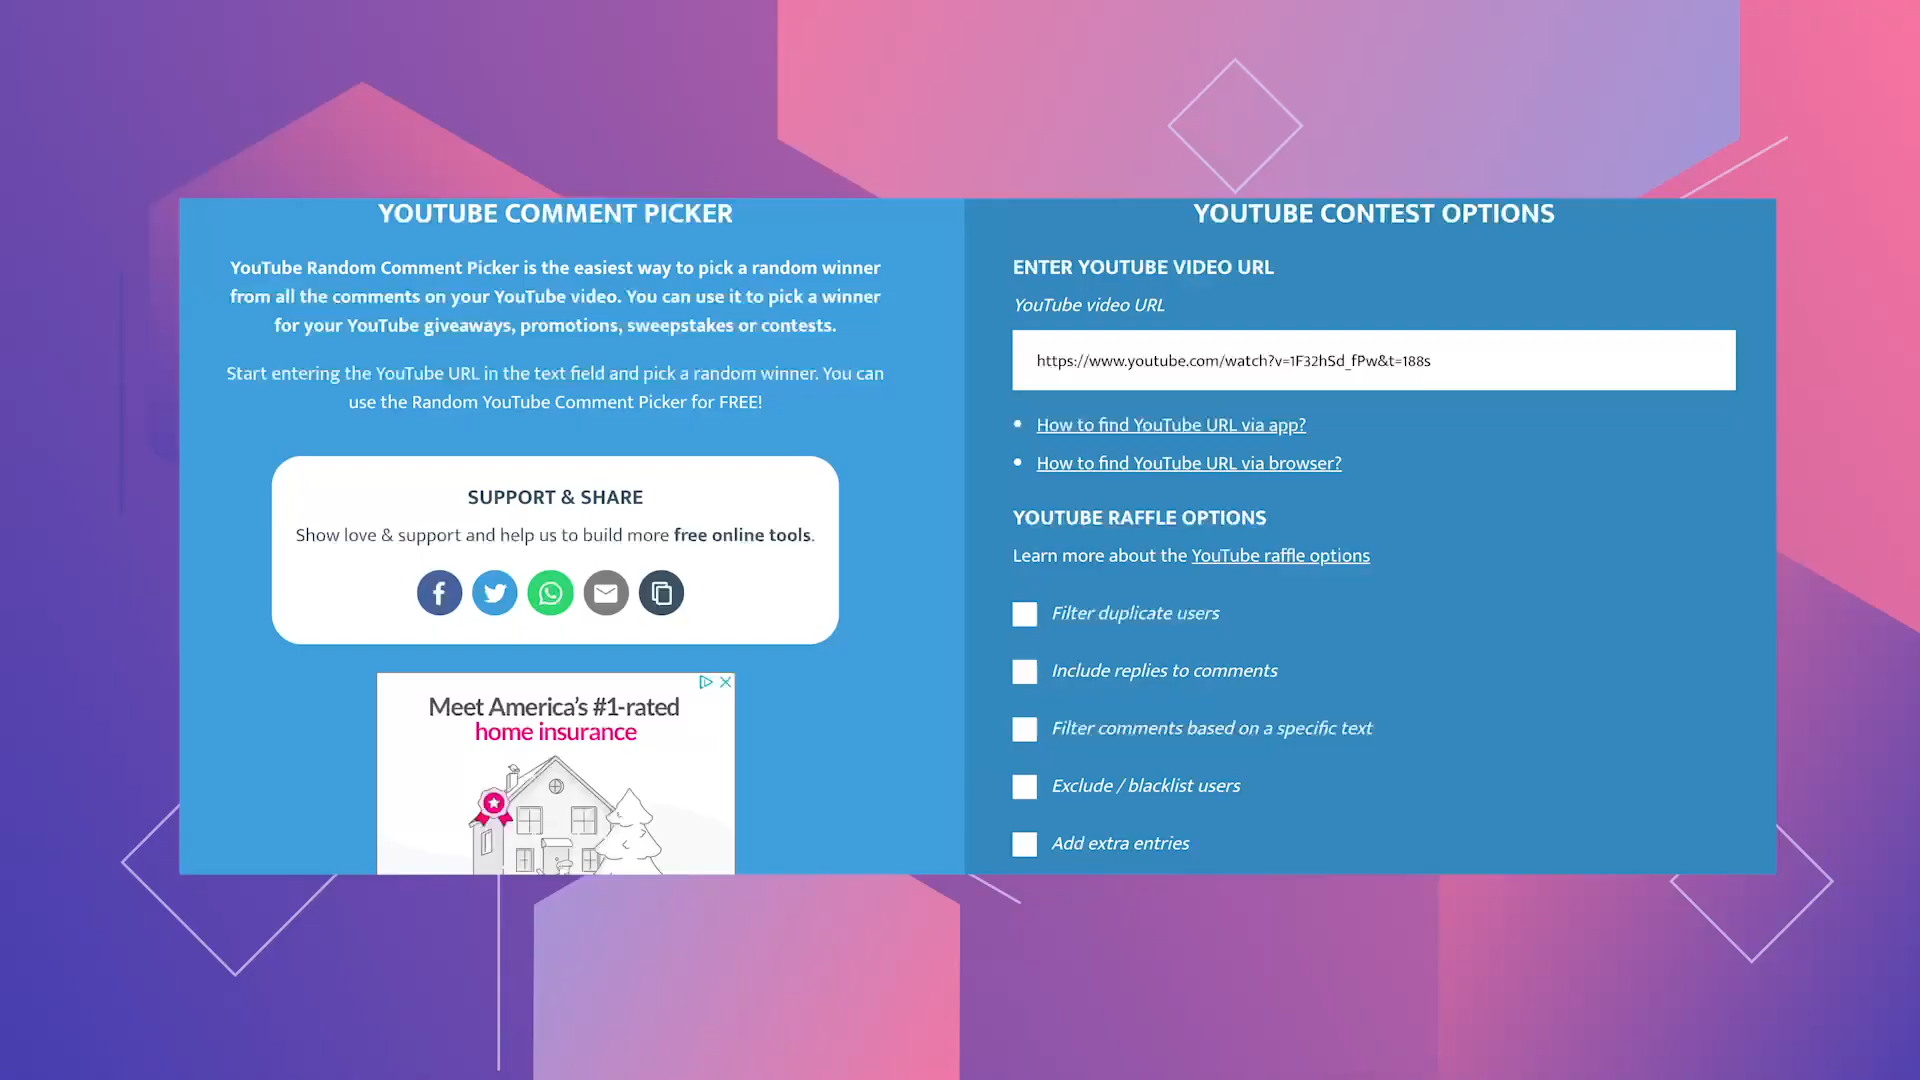 YOUTUBE COMMENT PICKER
YouTube Random Comment Picker is the easiest way to pick a random winner
from all the comments on your YouTube video. You can use it to pick a winner
for your YouTube giveaways, promotions, sweepstakes or contests.
Start entering the YouTube URL in the text field and pick a random winner. You can
use the Random YouTube Comment Picker for FREE!
SUPPORT & SHARE
Show love & support and help us to build more free online tools.
Meet America's #1-rated
home insurance
YOUTUBE CONTEST OPTIONS
ENTER YOUTUBE VIDEO URL
YouTube video URL
https://www.youtube.com/watch?v=1F32hSd_fPw&t=188s
How to find YouTube URL via app?
How to find YouTube URL via browser?
YOUTUBE RAFFLE OPTIONS
Learn more about the YouTube raffle options
Filter duplicate users
Include replies to comments
Filter comments based on a specific text
Exclude / blacklist users
Add extra entries